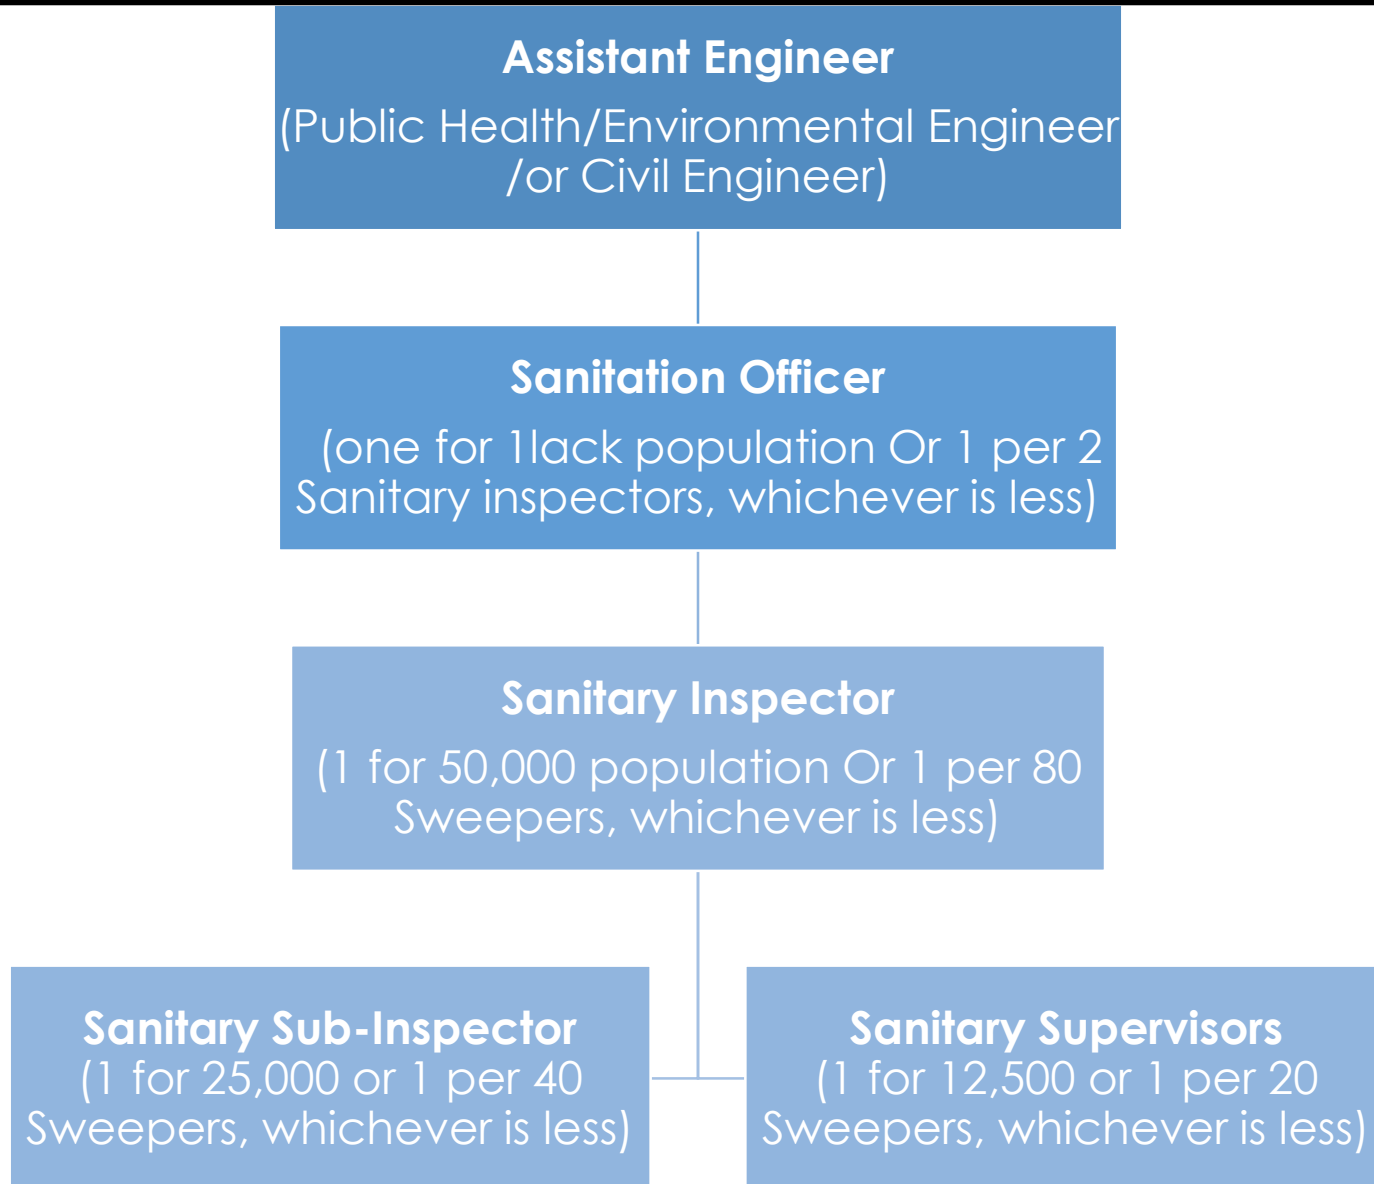 Assistant Engineer
(Public Health/Environmental Engineer
/or Civil Engineer)
Sanitation Officer
(one for 1lack population Or 1 per 2
Sanitary inspectors, whichever is less)
Sanitary Inspector
(1 for 50,000 population Or 1 per 80
Sweepers, whichever is less)
Sanitary Sub-Inspector
(1 for 25,000 or 1 per 40
Sweepers, whichever is less)
Sanitary Supervisors
(1 for 12,500 or 1 per 20
Sweepers, whichever is less)